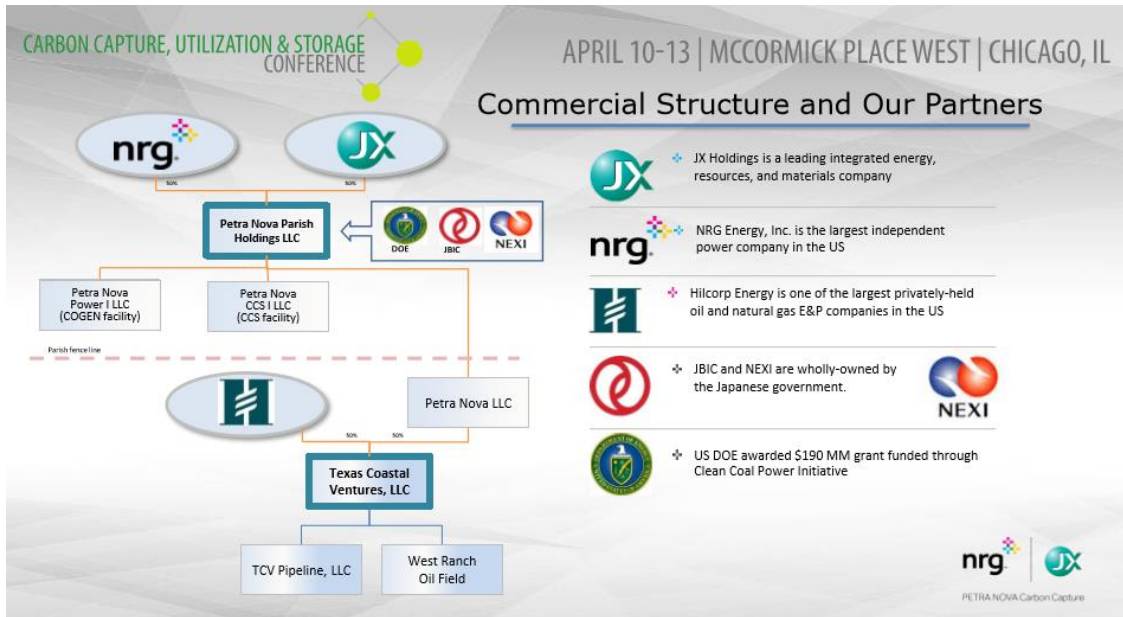 CARBON CAPTURE, UTILIZATION & STORAGE
CONFERENCE
APRIL 10-13 | MCCORMICK PLACE WEST | CHICAGO, IL
Commercial Structure and Our Partners
nrg
JX
50%
50%
Petra Nova Parish
Holdings LLC
DOE
JBIC
NEXI
Petra Nova
Power I LLC
(COGEN facility)
Petra Nova
CCS I LLC
(CCS facility)
Parish fence line
Petra Nova LLC
50%
50%
Texas Coastal
Ventures, LLC
TCV Pipeline, LLC
West Ranch
Oil Field
JX
JX Holdings is a leading integrated energy,
resources, and materials company
nrg
NRG Energy, Inc. is the largest independent
power company in the US
Hilcorp Energy is one of the largest privately-held
oil and natural gas E&P companies in the US
JBIC and NEXI are wholly-owned by
the Japanese government.
NEXI
US DOE awarded $190 MM grant funded through
Clean Coal Power Initiative
nrg
JX
PETRA NOVA Carbon Capture